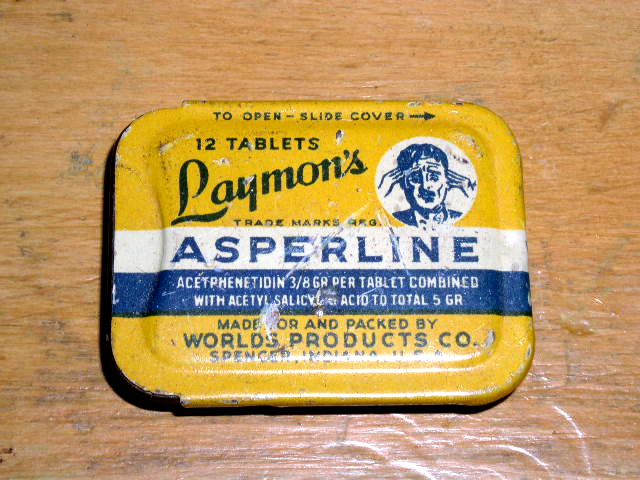 TO OPEN - SLIDE COVER
12 TABLETS
Laymon's
TRADE MARKS REG.
ASPERLINE
ACETPHENETIDIN 3/8 GR PER TABLET COMBINED
WITH ACETYL SALICYLIC ACID TO TOTAL 5 GR
MADE FOR AND PACKED BY
WORLDS PRODUCTS CO.
SPENCER, INDIANA, U.S.A.